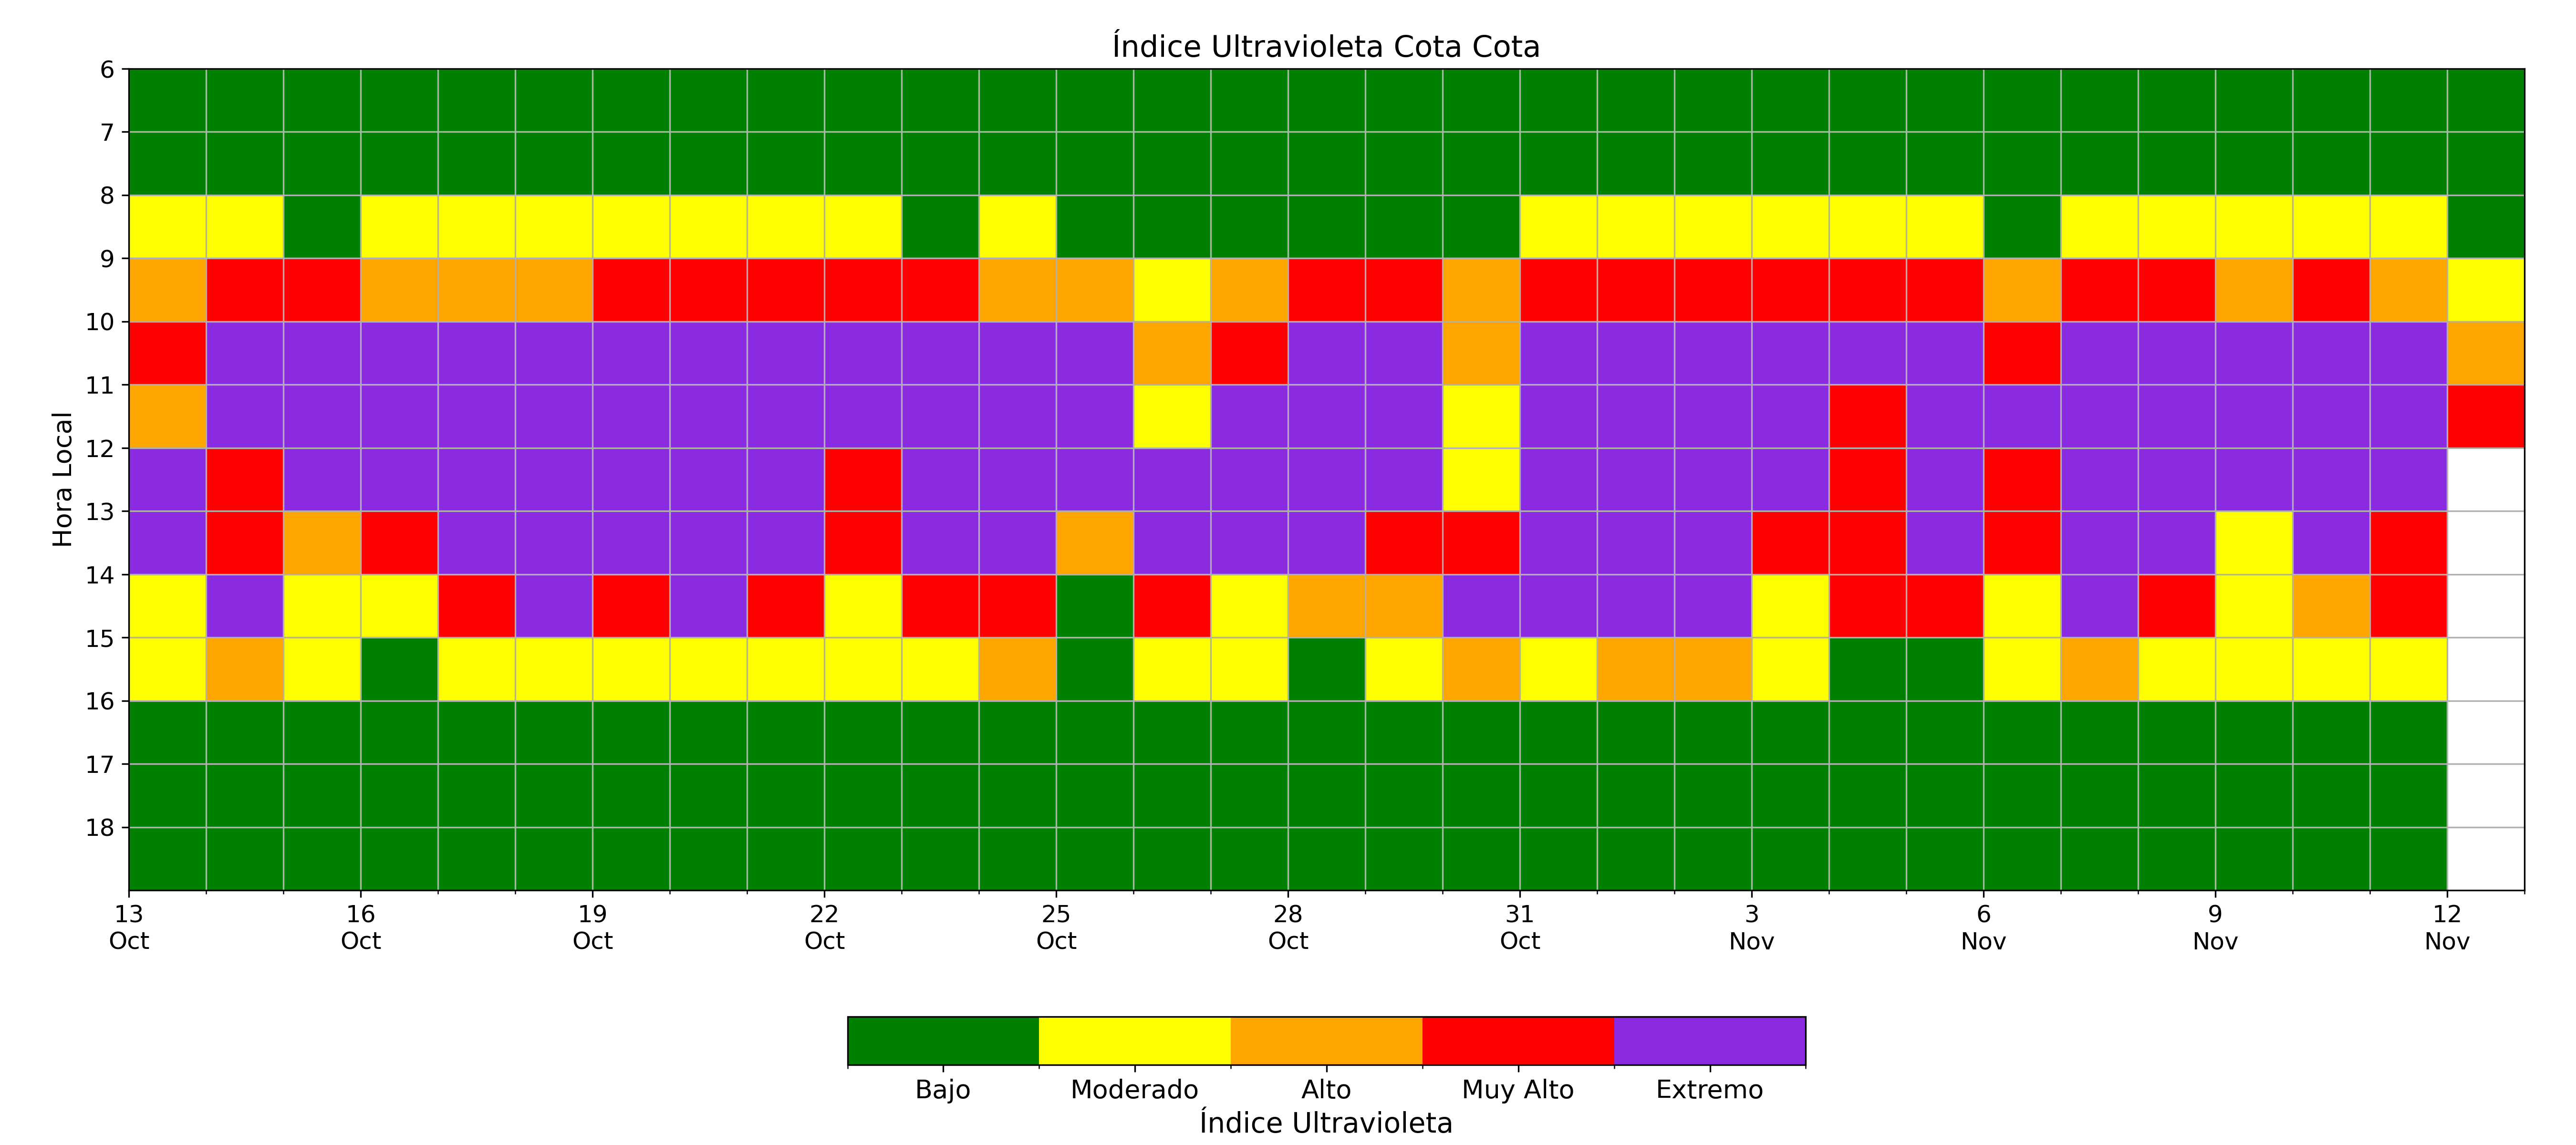 Índice Ultravioleta Cota Cota
Hora Local
6
7
8
9
10
11
12
13
14
15
16
17
18
13 16 19 22 25 28 31 3 6 9 12
Oct Oct Oct Oct Oct Oct Oct Nov Nov Nov Nov
Bajo Moderado Alto Muy Alto Extremo
Índice Ultravioleta